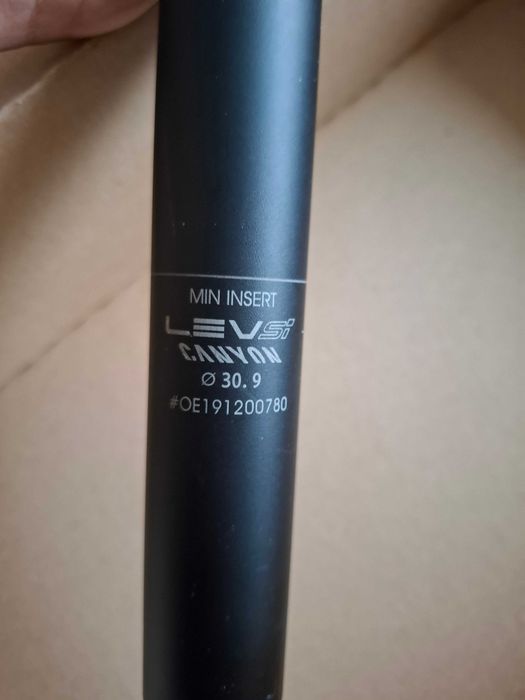 MIN INSERT
LEVSi
CANYON
Ø 30.9
#OE191200780